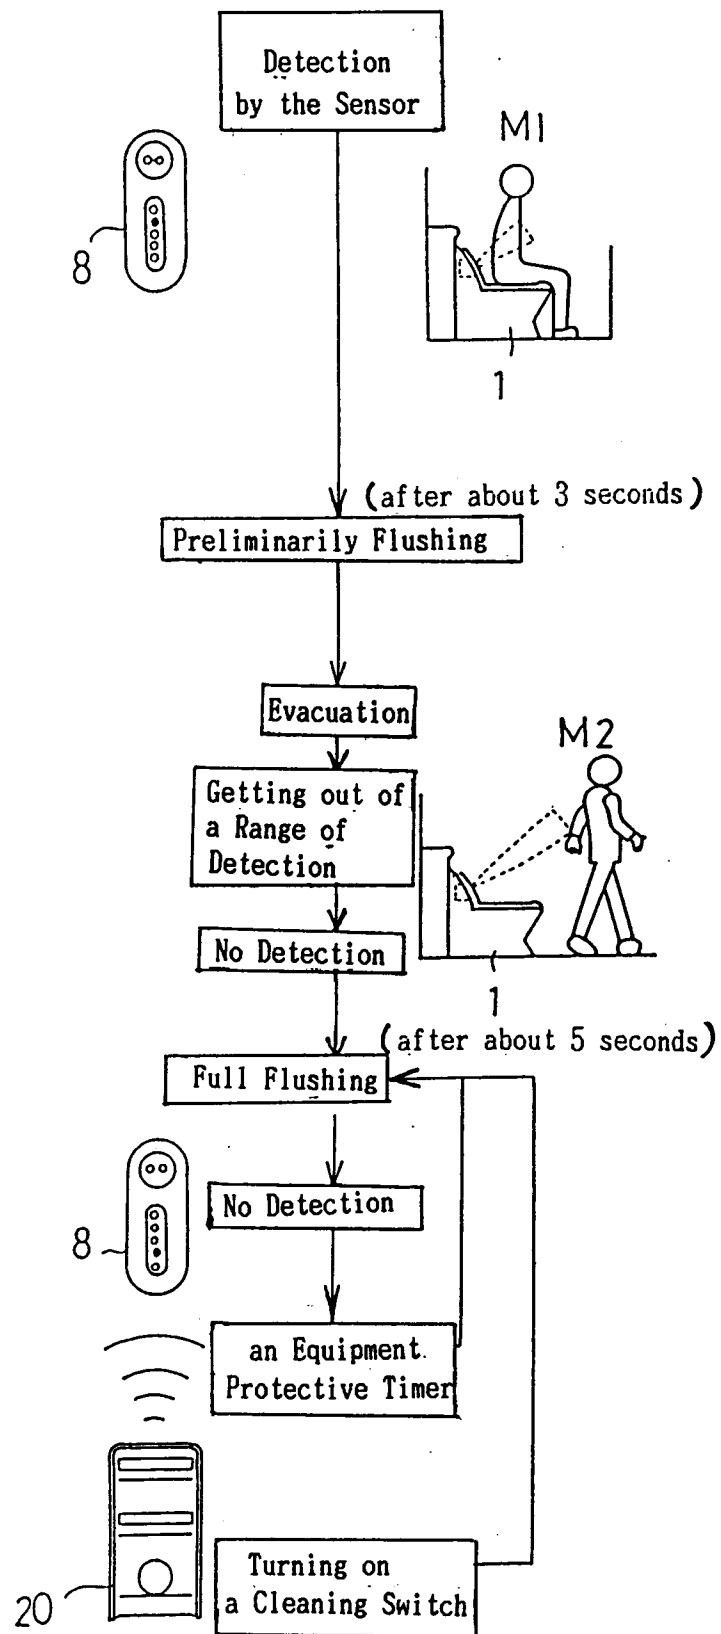 Detection
by the Sensor
M1
8
1
(after about 3 seconds)
Preliminarily Flushing
Evacuation
M2
Getting out of
a Range of
Detection
No Detection
1
(after about 5 seconds)
Full Flushing
No Detection
8
an Equipment
Protective Timer
Turning on
a Cleaning Switch
20